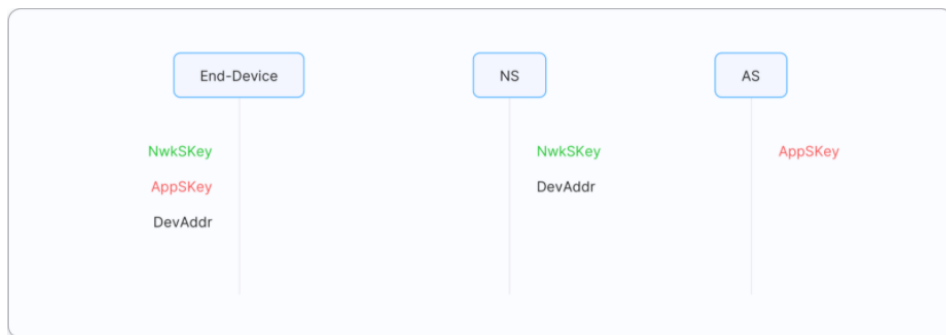 End-Device NS AS
NwkSKey NwkSKey AppSKey
AppSKey DevAddr
DevAddr